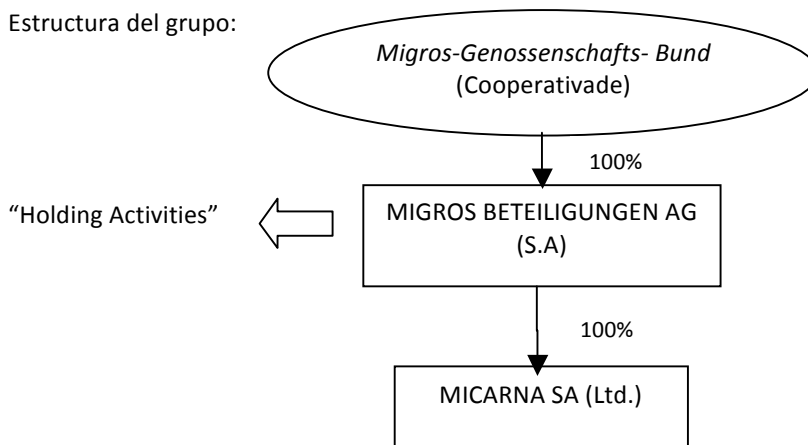 Estructura del grupo:
Migros-Genossenschafts- Bund
(Cooperativade)
100%
“Holding Activities”
MIGROS BETEILIGUNGEN AG
(S.A)
100%
MICARNA SA (Ltd.)